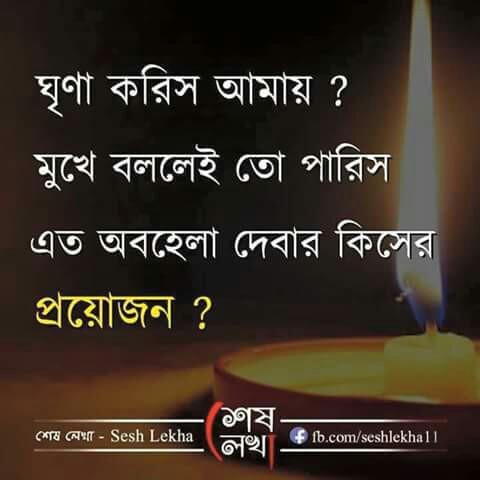 ঘৃণা করিস আমায় ?
মুখে বললেই তো পারিস
এত অবহেলা দেবার কিসের
প্রয়োজন ?
শেষ লেখা - Sesh Lekha
শেষ
লেখা
fb.com/seshlekha11